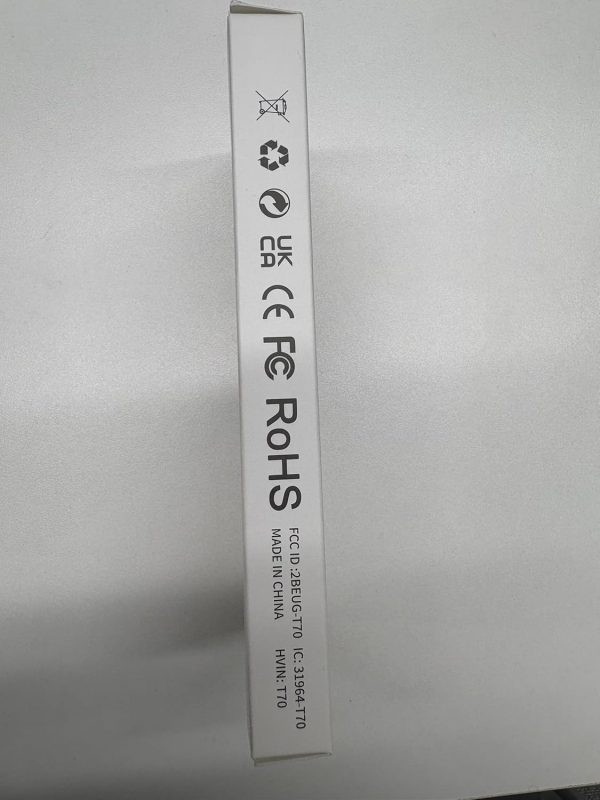 UK
CA
CE
FC
RoHS
FCC ID :2BEUG-T70 IC: 31964-T70
MADE IN CHINA HVIN: T70